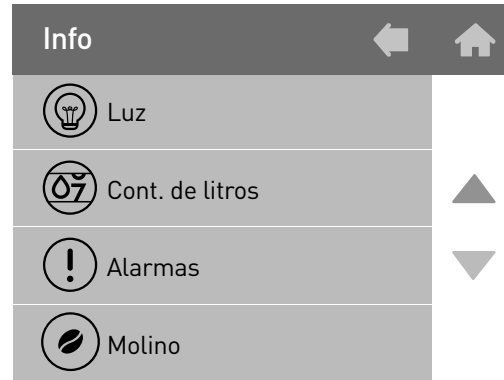 Info
Luz
Cont. de litros
Alarmas
Molino